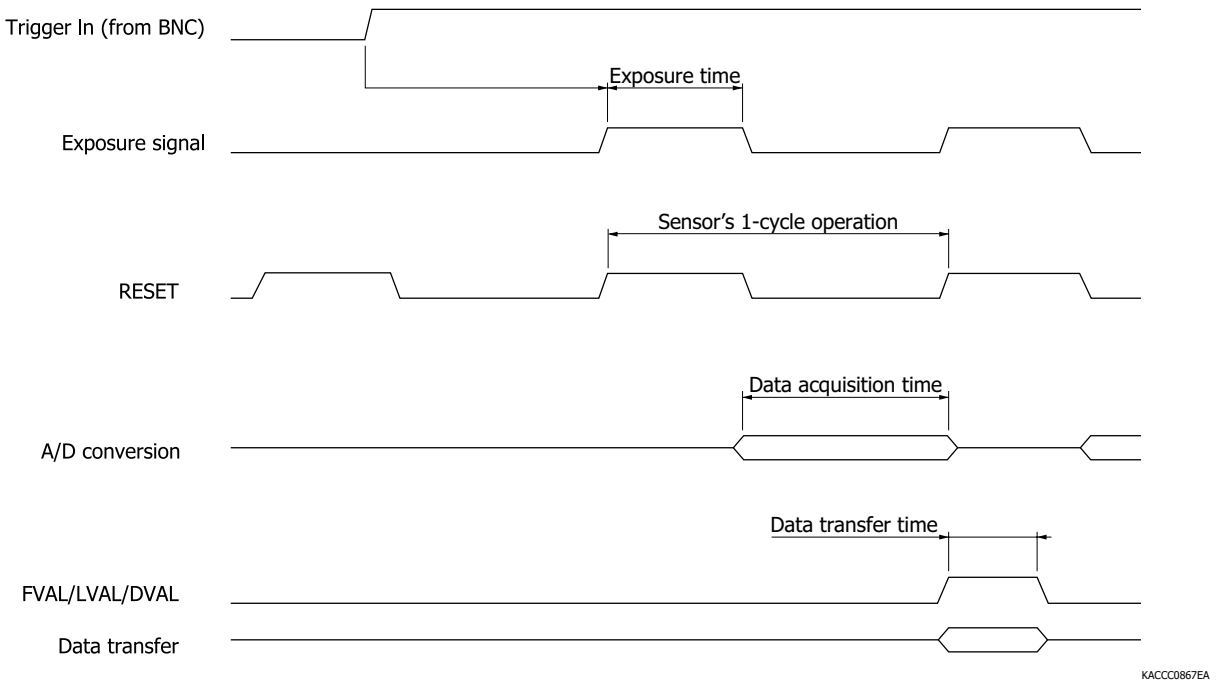 Trigger In (from BNC)
Exposure time
Exposure signal
Sensor’s 1-cycle operation
RESET
Data acquisition time
A/D conversion
Data transfer time
FVAL/LVAL/DVAL
Data transfer
KACCC0867EA